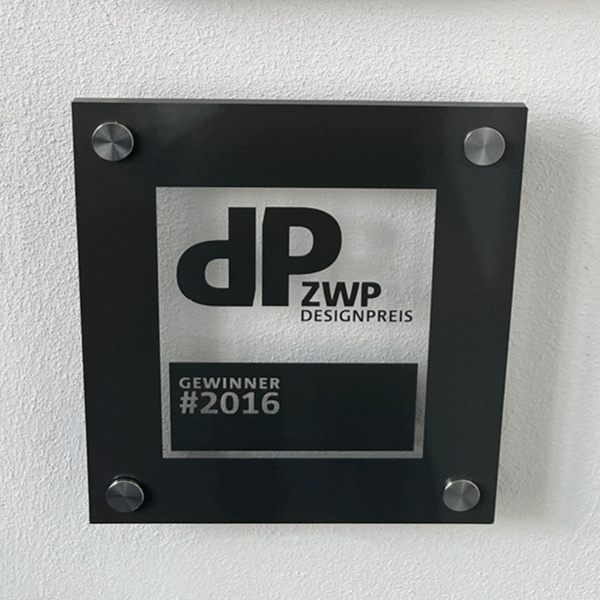 dP
ZWP
DESIGNPREIS
GEWINNER
#2016